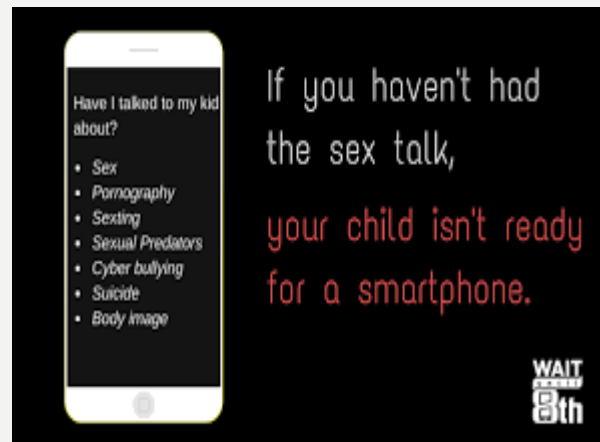 Have I talked to my kid
about?
• Sex
• Pornography
• Sexting
• Sexual Predators
• Cyber bullying
• Suicide
• Body image
If you haven't had
the sex talk,
your child isn't ready
for a smartphone.
WAIT
UNTIL
8th